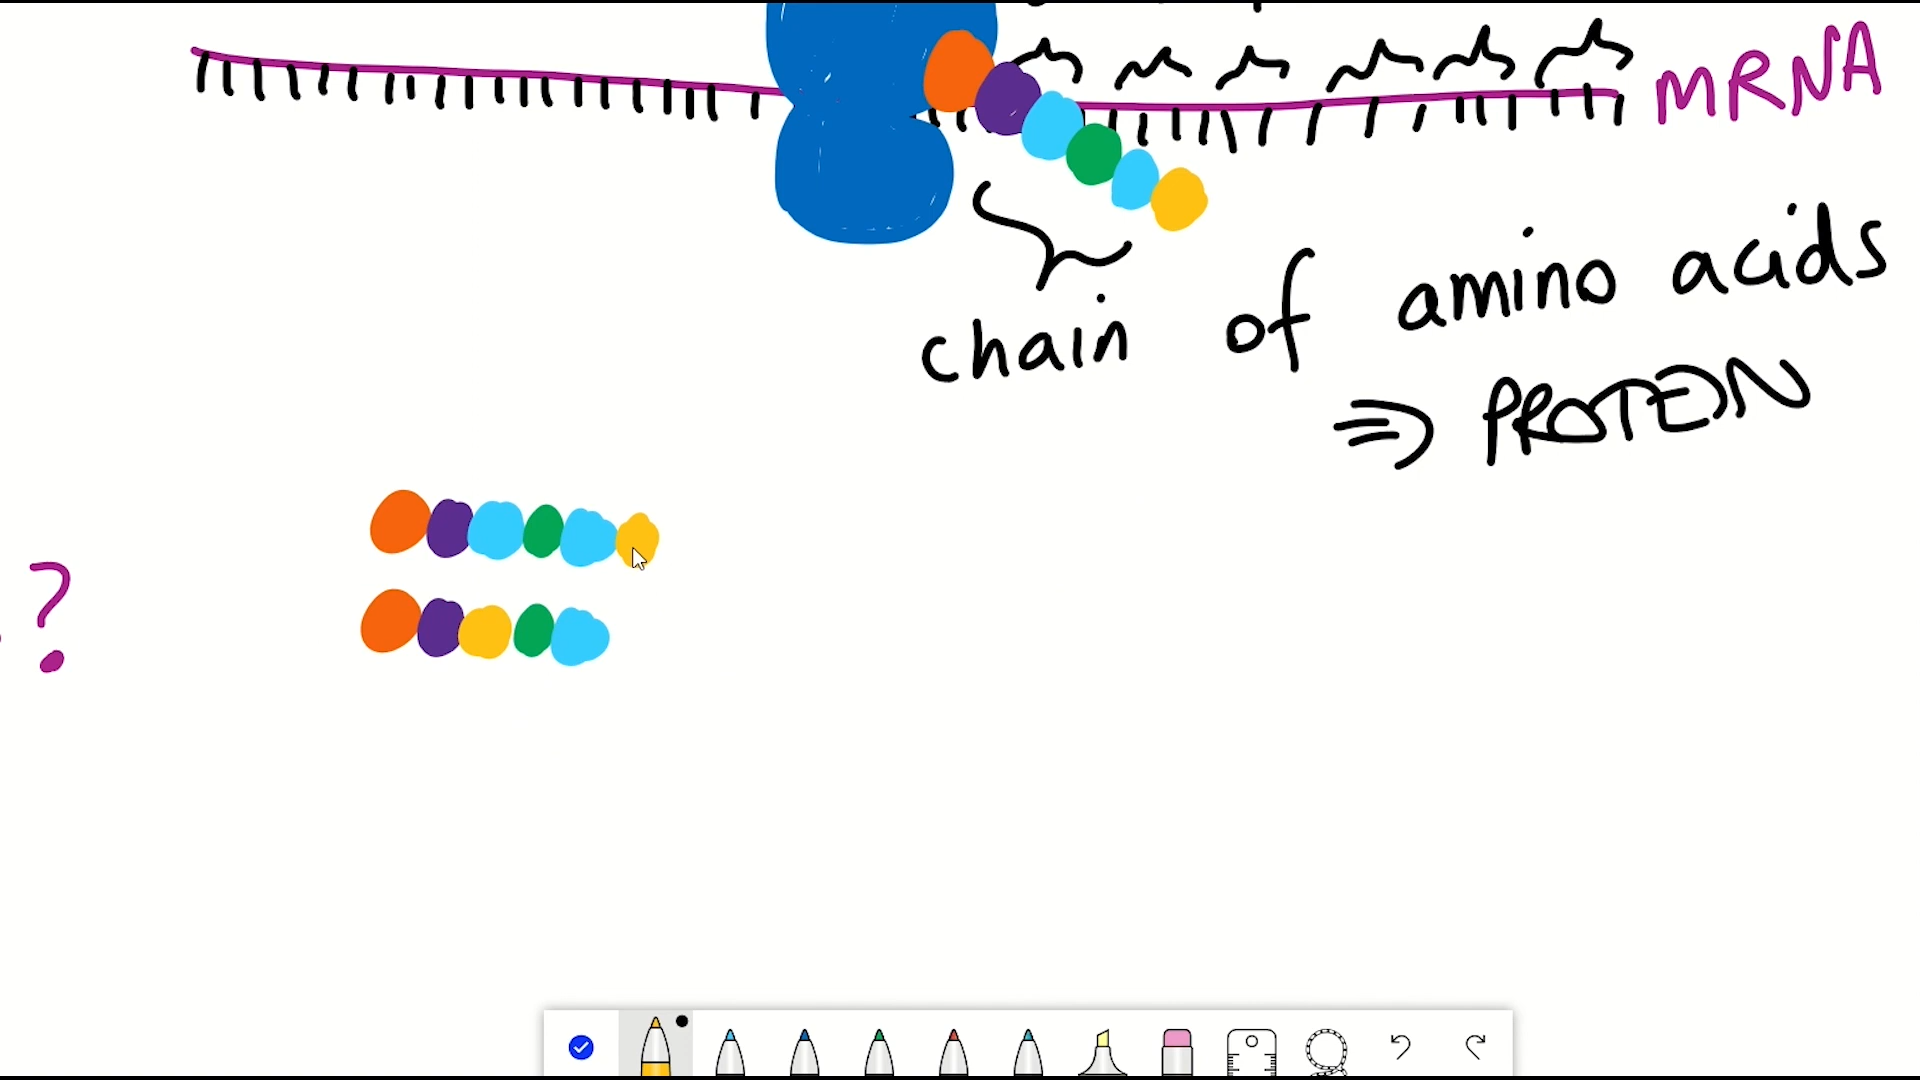 mRNA
chain of amino acids
⇒ PROTEIN
?